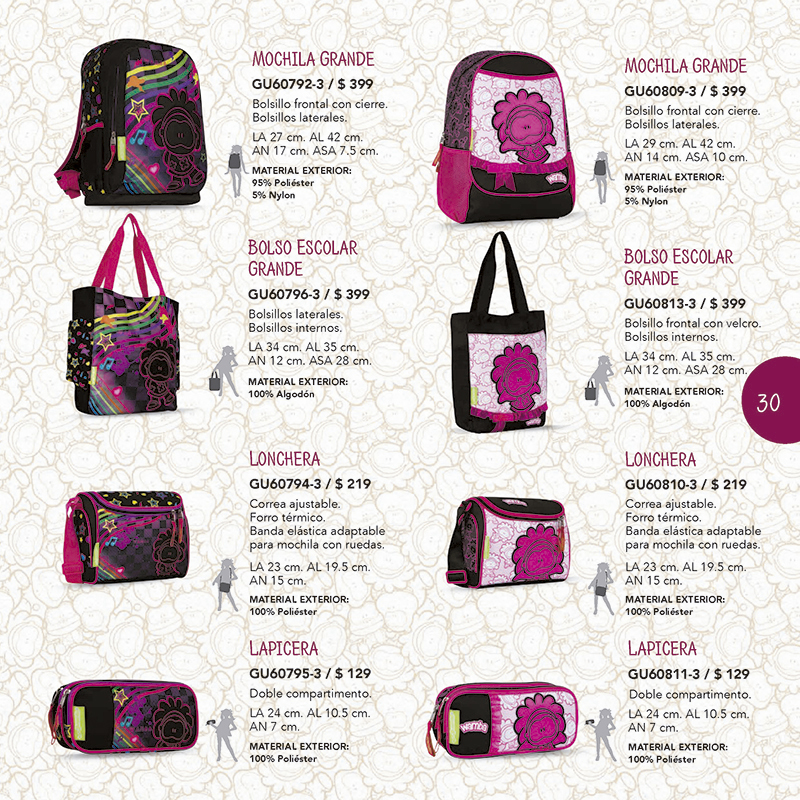 MOCHILA GRANDE
GU60792-3 / $ 399
Bolsillo frontal con cierre.
Bolsillos laterales.
LA 27 cm. AL 42 cm.
AN 17 cm. ASA 7.5 cm.
MATERIAL EXTERIOR:
95% Poliéster
5% Nylon
BOLSO ESCOLAR
GRANDE
GU60796-3 / $ 399
Bolsillos laterales.
Bolsillos internos.
LA 34 cm. AL 35 cm.
AN 12 cm. ASA 28 cm.
MATERIAL EXTERIOR:
100% Algodón
LONCHERA
GU60794-3 / $ 219
Correa ajustable.
Forro térmico.
Banda elástica adaptable
para mochila con ruedas.
LA 23 cm. AL 19.5 cm.
AN 15 cm.
MATERIAL EXTERIOR:
100% Poliéster
LAPICERA
GU60795-3 / $ 129
Doble compartimento.
LA 24 cm. AL 10.5 cm.
AN 7 cm.
MATERIAL EXTERIOR:
100% Poliéster
MOCHILA GRANDE
GU60809-3 / $ 399
Bolsillo frontal con cierre.
Bolsillos laterales.
LA 29 cm. AL 42 cm.
AN 14 cm. ASA 10 cm.
MATERIAL EXTERIOR:
95% Poliéster
5% Nylon
BOLSO ESCOLAR
GRANDE
GU60813-3 / $ 399
Bolsillo frontal con velcro.
Bolsillos internos.
LA 34 cm. AL 35 cm.
AN 12 cm. ASA 28 cm.
MATERIAL EXTERIOR:
100% Algodón
30
LONCHERA
GU60810-3 / $ 219
Correa ajustable.
Forro térmico.
Banda elástica adaptable
para mochila con ruedas.
LA 23 cm. AL 19.5 cm.
AN 15 cm.
MATERIAL EXTERIOR:
100% Poliéster
LAPICERA
GU60811-3 / $ 129
Doble compartimento.
LA 24 cm. AL 10.5 cm.
AN 7 cm.
MATERIAL EXTERIOR:
100% Poliéster